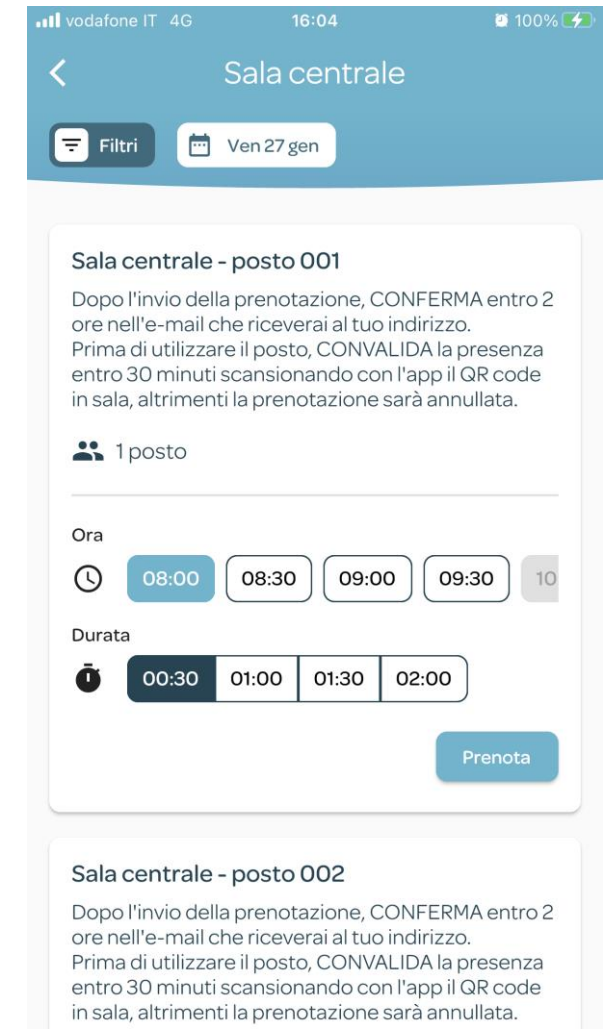 vodafone IT 4G 16:04 100%
Sala centrale
Filtri Ven 27 gen
Sala centrale - posto 001
Dopo l'invio della prenotazione, CONFERMA entro 2
ore nell'e-mail che riceverai al tuo indirizzo.
Prima di utilizzare il posto, CONVALIDA la presenza
entro 30 minuti scansionando con l'app il QR code
in sala, altrimenti la prenotazione sarà annullata.
1 posto
Ora
08:00 08:30 09:00 09:30 10
Durata
00:30 01:00 01:30 02:00
Prenota
Sala centrale - posto 002
Dopo l'invio della prenotazione, CONFERMA entro 2
ore nell'e-mail che riceverai al tuo indirizzo.
Prima di utilizzare il posto, CONVALIDA la presenza
entro 30 minuti scansionando con l'app il QR code
in sala, altrimenti la prenotazione sarà annullata.